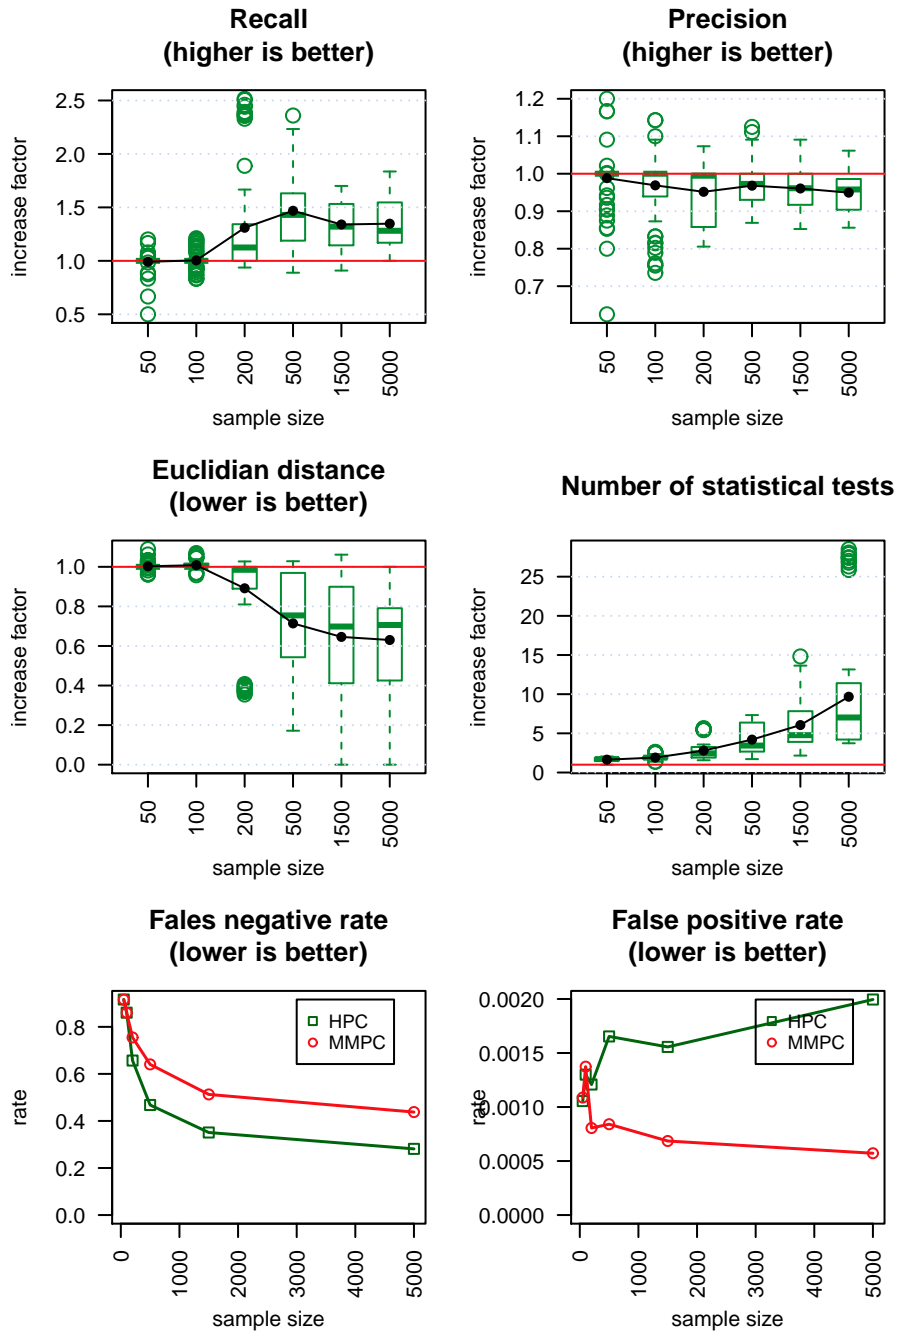 Recall
(higher is better)
increase factor
2.5
2.0
1.5
1.0
0.5
50
100
200
500
1500
5000
sample size
Precision
(higher is better)
increase factor
1.2
1.1
1.0
0.9
0.8
0.7
50
100
200
500
1500
5000
sample size
Euclidian distance
(lower is better)
increase factor
1.0
0.8
0.6
0.4
0.2
0.0
50
100
200
500
1500
5000
sample size
Number of statistical tests
increase factor
25
20
15
10
5
0
50
100
200
500
1500
5000
sample size
Fales negative rate
(lower is better)
rate
0.8
0.6
0.4
0.2
0.0
HPC
MMPC
0
1000
2000
3000
4000
5000
sample size
False positive rate
(lower is better)
rate
0.0020
0.0015
0.0010
0.0005
0.0000
HPC
MMPC
0
1000
2000
3000
4000
5000
sample size